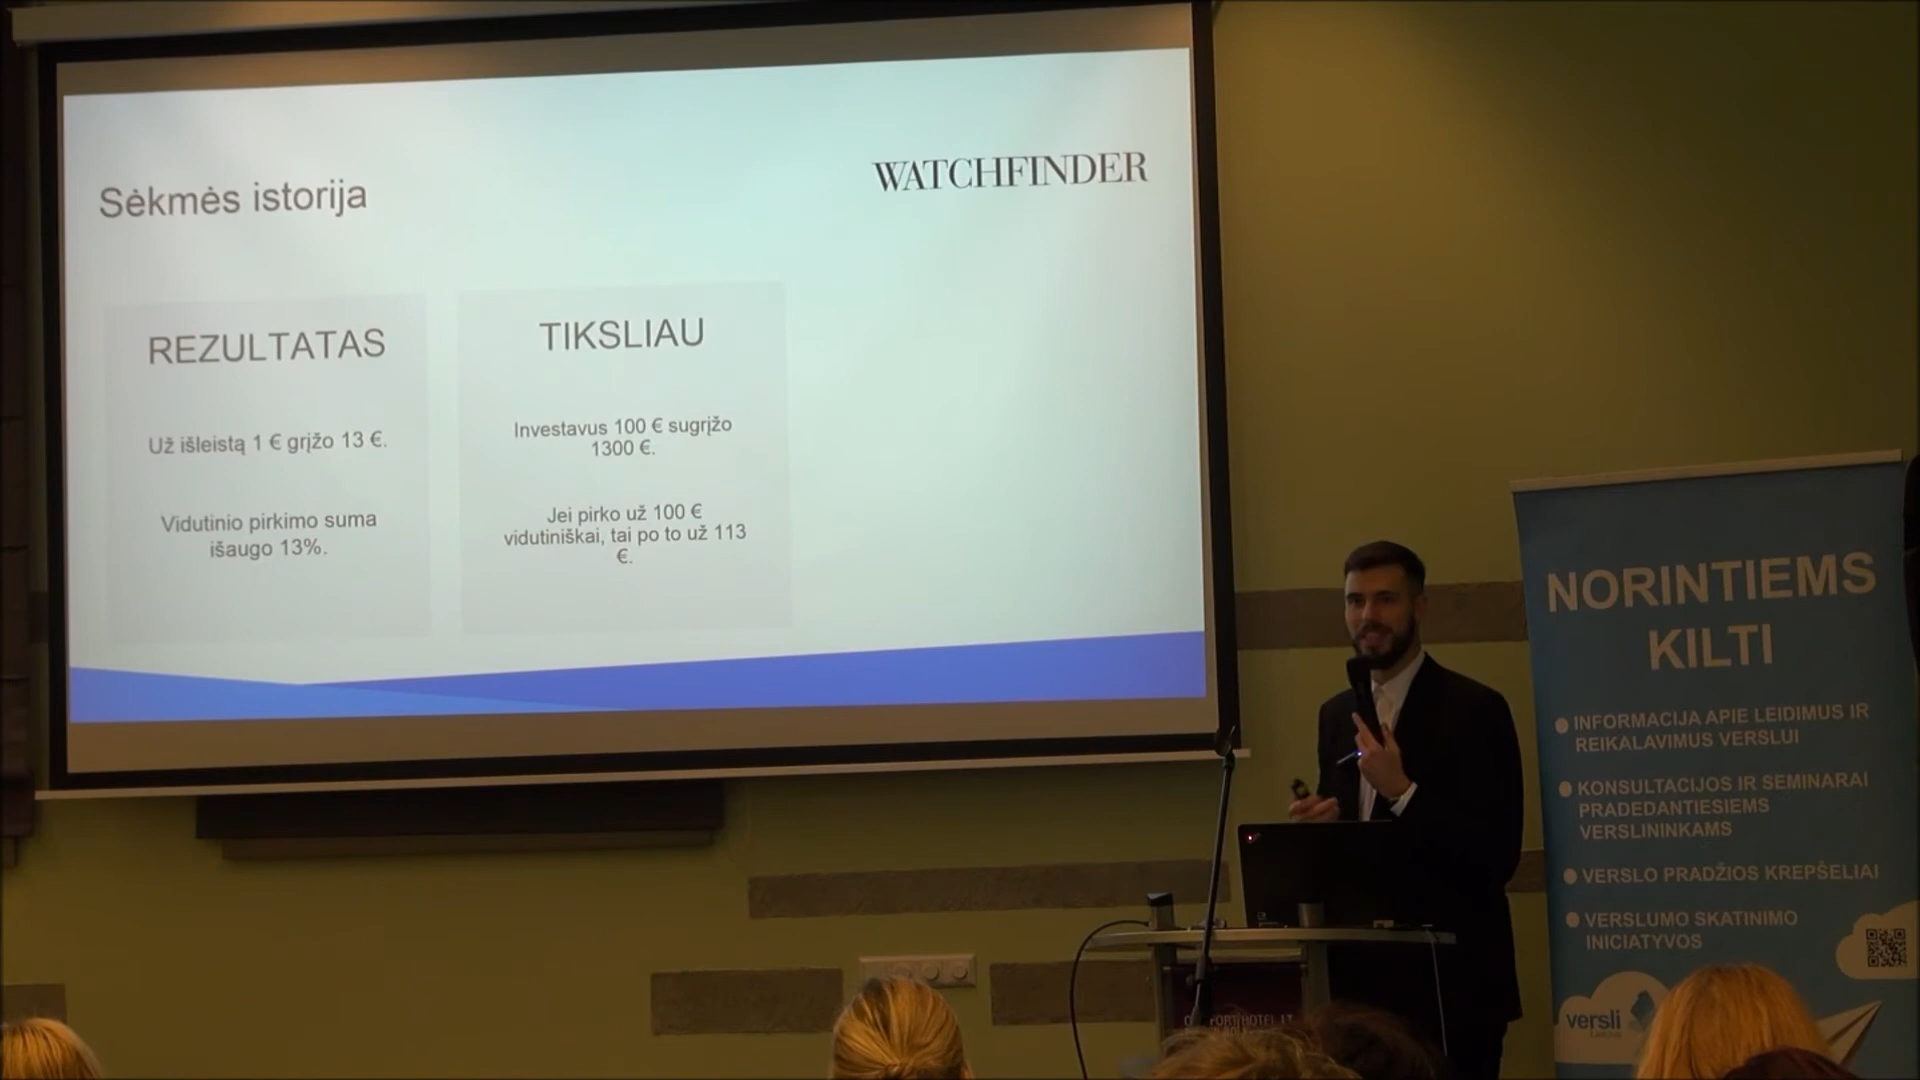 Sėkmės istorija
WATCHFINDER
REZULTATAS
Už išleistą 1 € grįžo 13 €.
Vidutinio pirkimo suma
išaugo 13%.
TIKSLIAU
Investavus 100 € sugrįžo
1300 €.
Jei pirko už 100 €
vidutiniškai, tai po to už 113
€.
NORINTIEMS
KILTI
INFORMACIJA APIE LEIDIMUS IR
REIKALAVIMUS VERSLUI
KONSULTACIJOS IR SEMINARAI
PRADEDANTIESIEMS
VERSLININKAMS
VERSLO PRADŽIOS KREPŠELIAI
VERSLUMO SKATINIMO
INICIATYVOS
versli